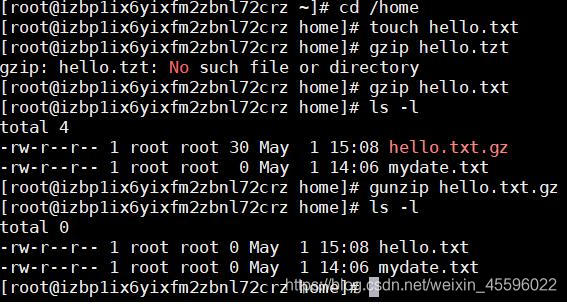 [root@izbp1ix6yixfm2zbnl72crz ~]# cd /home
[root@izbp1ix6yixfm2zbnl72crz home]# touch hello.txt
[root@izbp1ix6yixfm2zbnl72crz home]# gzip hello.tzt
gzip: hello.tzt: No such file or directory
[root@izbp1ix6yixfm2zbnl72crz home]# gzip hello.txt
[root@izbp1ix6yixfm2zbnl72crz home]# ls -l
total 4
-rw-r--r-- 1 root root 30 May  1 15:08 hello.txt.gz
-rw-r--r-- 1 root root  0 May  1 14:06 mydate.txt
[root@izbp1ix6yixfm2zbnl72crz home]# gunzip hello.txt.gz
[root@izbp1ix6yixfm2zbnl72crz home]# ls -l
total 0
-rw-r--r-- 1 root root 0 May  1 15:08 hello.txt
-rw-r--r-- 1 root root 0 May  1 14:06 mydate.txt
[root@izbp1ix6yixfm2zbnl72crz home]#
https://blog.csdn.net/weixin_45596022